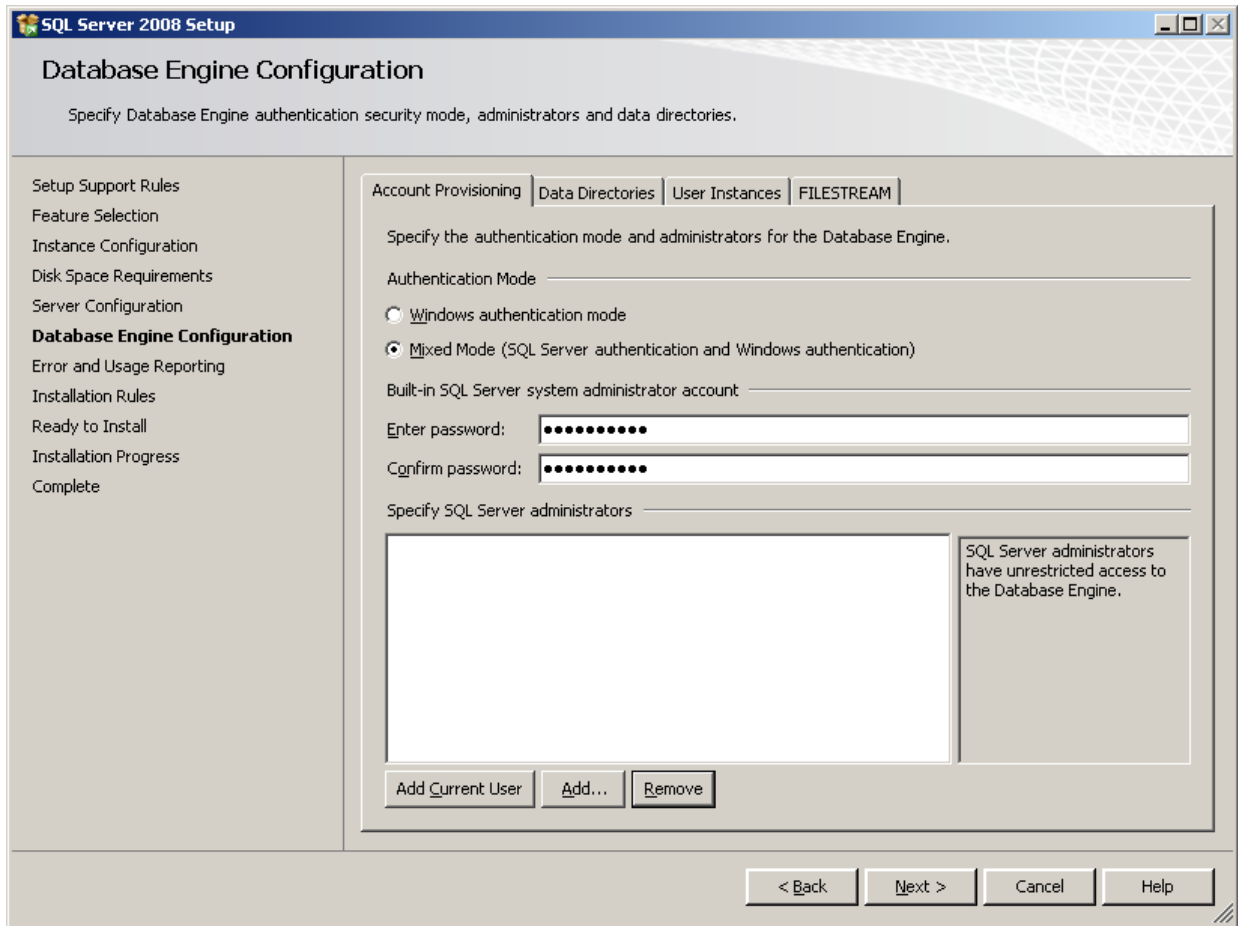 SQL Server 2008 Setup
Database Engine Configuration
Specify Database Engine authentication security mode, administrators and data directories.
Setup Support Rules
Feature Selection
Instance Configuration
Disk Space Requirements
Server Configuration
Database Engine Configuration
Error and Usage Reporting
Installation Rules
Ready to Install
Installation Progress
Complete
Account Provisioning
Data Directories
User Instances
FILESTREAM
Specify the authentication mode and administrators for the Database Engine.
Authentication Mode
Windows authentication mode
Mixed Mode (SQL Server authentication and Windows authentication)
Built-in SQL Server system administrator account
Enter password: ●●●●●●●●●●
Confirm password: ●●●●●●●●●●
Specify SQL Server administrators
SQL Server administrators
have unrestricted access to
the Database Engine.
Add Current User
Add...
Remove
< Back
Next >
Cancel
Help